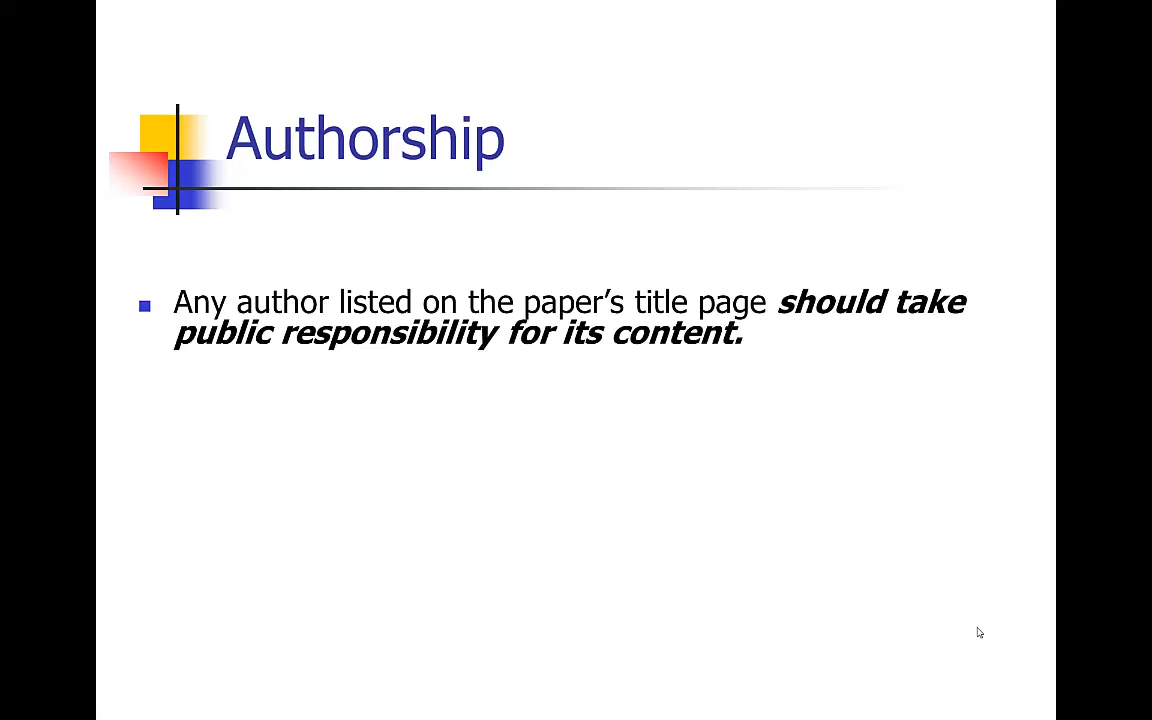 Authorship
Any author listed on the paper’s title page should take
public responsibility for its content.